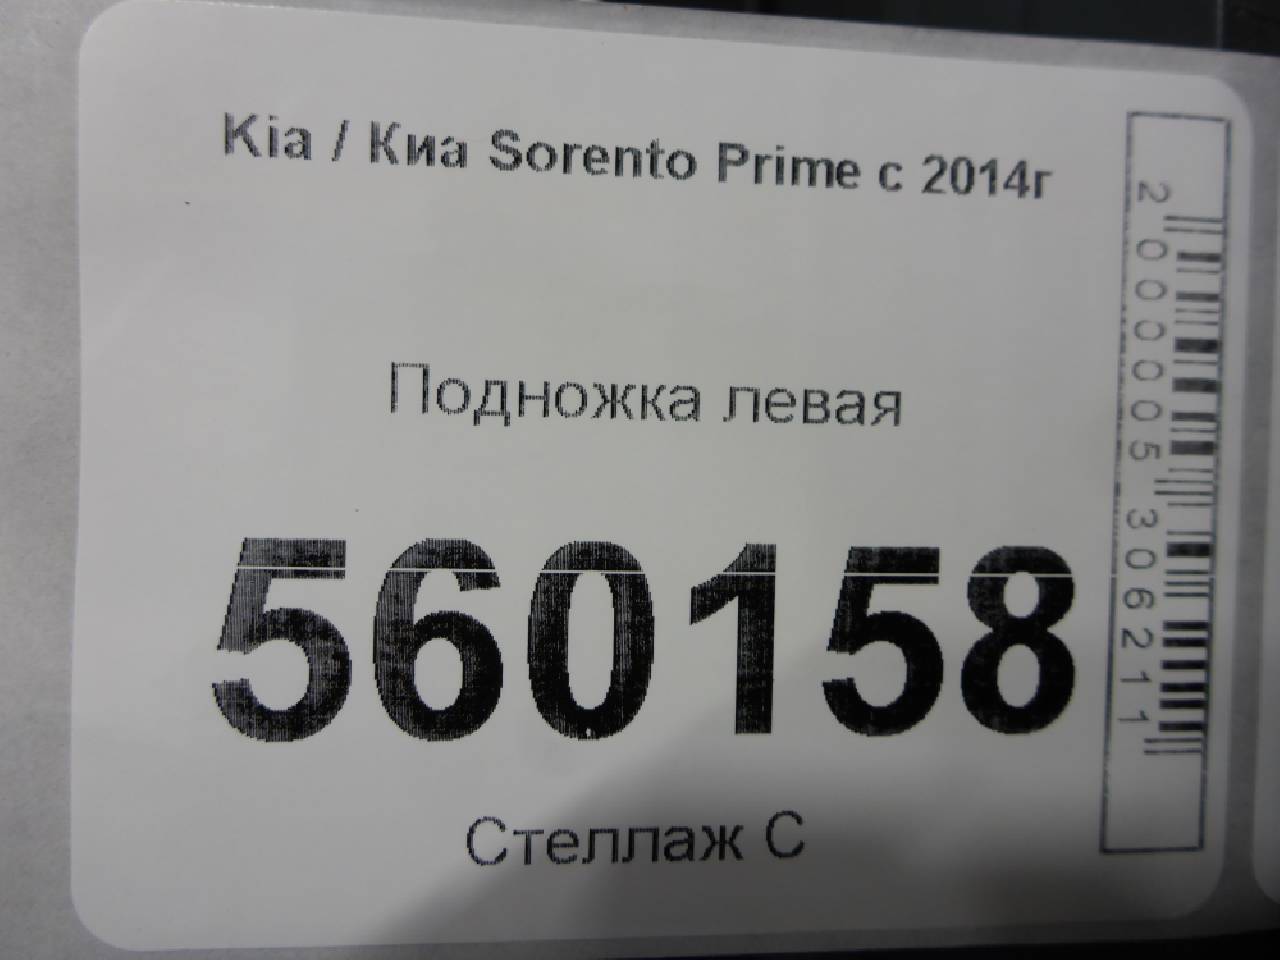 Kia / Киа Sorento Prime с 2014г
Подножка левая
560158
Стеллаж С
2000005306211